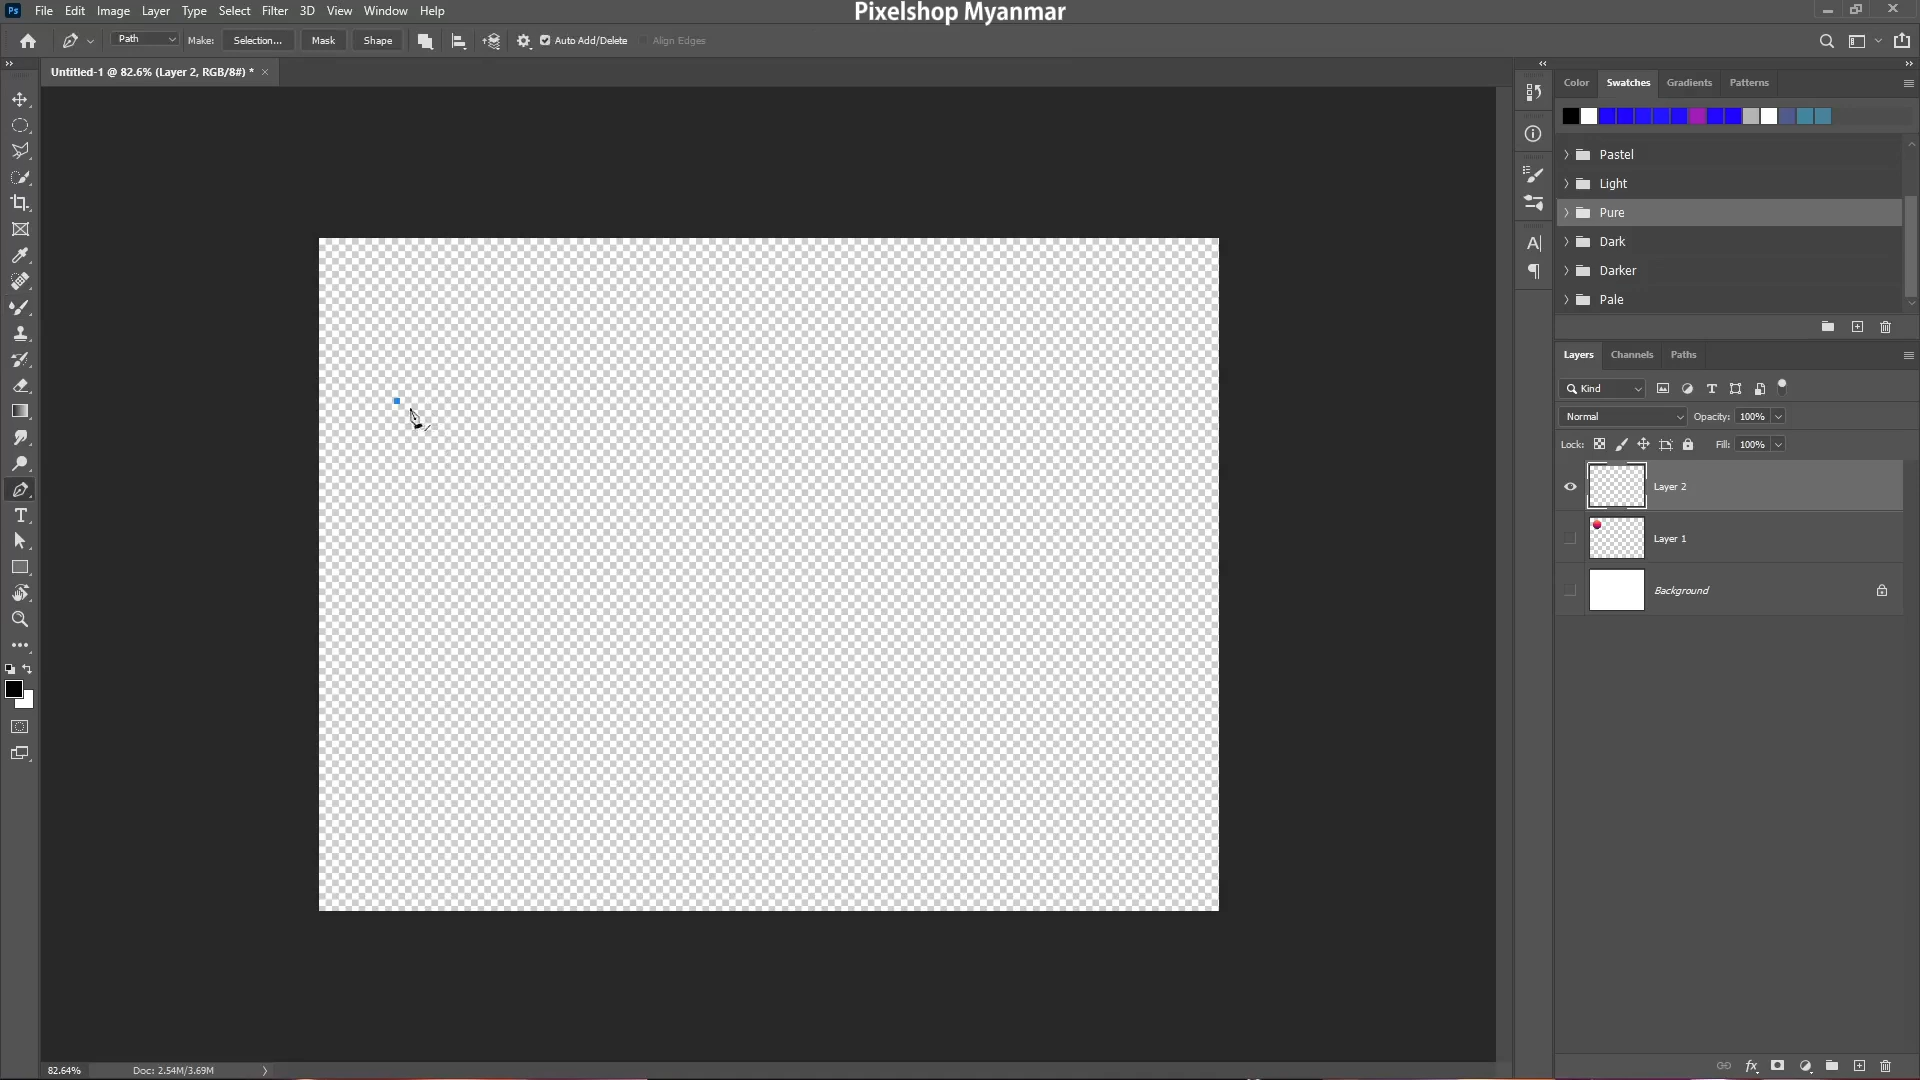 Pixelshop Myanmar
Ps File Edit Image Layer Type Select Filter 3D View Window Help
Path Make: Selection... Mask Shape Auto Add/Delete Align Edges
Untitled-1 @ 82.6% (Layer 2, RGB/8#) * ×
Color Swatches Gradients Patterns
Pastel
Light
Pure
Dark
Darker
Pale
Layers Channels Paths
Kind
Normal Opacity: 100%
Lock: Fill: 100%
Layer 2
Layer 1
Background
82.64% Doc: 2.54M/3.69M